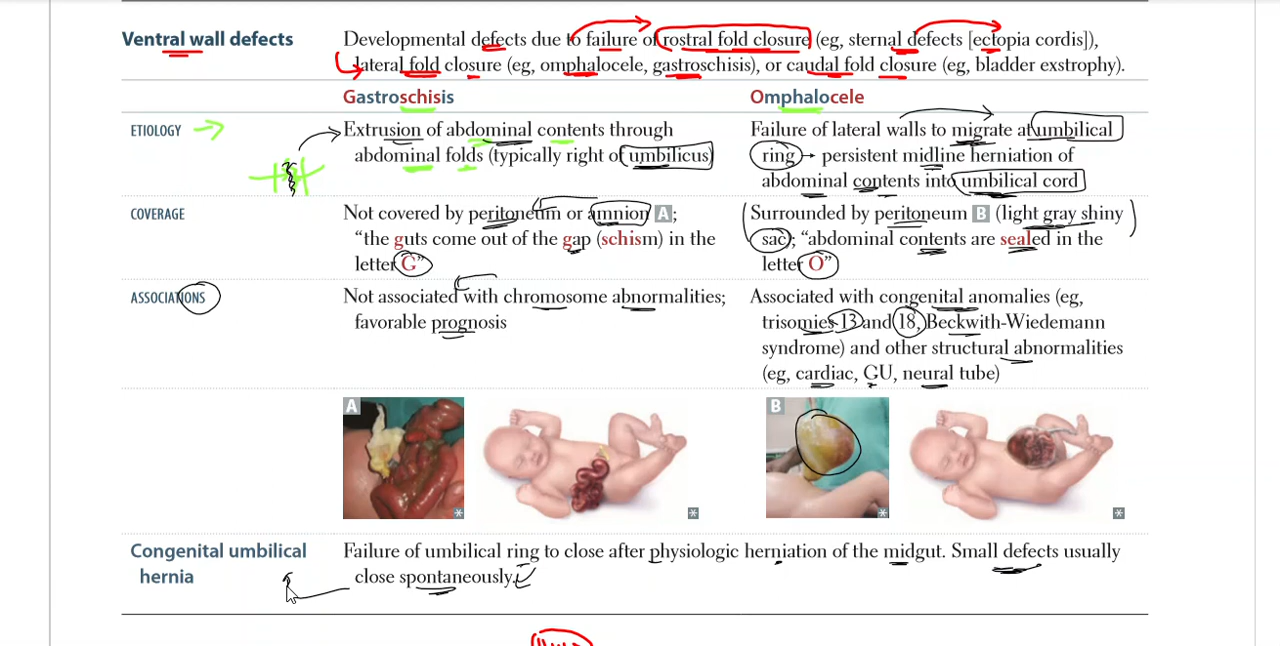 Ventral wall defects
Developmental defects due to failure of rostral fold closure (eg, sternal defects [ectopia cordis]),
lateral fold closure (eg, omphalocele, gastroschisis), or caudal fold closure (eg, bladder exstrophy).
Gastroschisis
Omphalocele
ETIOLOGY
Extrusion of abdominal contents through
abdominal folds (typically right of umbilicus)
Failure of lateral walls to migrate at umbilical
ring → persistent midline herniation of
abdominal contents into umbilical cord
COVERAGE
Not covered by peritoneum or amnion A;
“the guts come out of the gap (schism) in the
letter G”
Surrounded by peritoneum B (light gray shiny
sac); “abdominal contents are sealed in the
letter O”
ASSOCIATIONS
Not associated with chromosome abnormalities;
favorable prognosis
Associated with congenital anomalies (eg,
trisomies 13 and 18, Beckwith-Wiedemann
syndrome) and other structural abnormalities
(eg, cardiac, GU, neural tube)
A
B
Congenital umbilical
hernia
Failure of umbilical ring to close after physiologic herniation of the midgut. Small defects usually
close spontaneously.